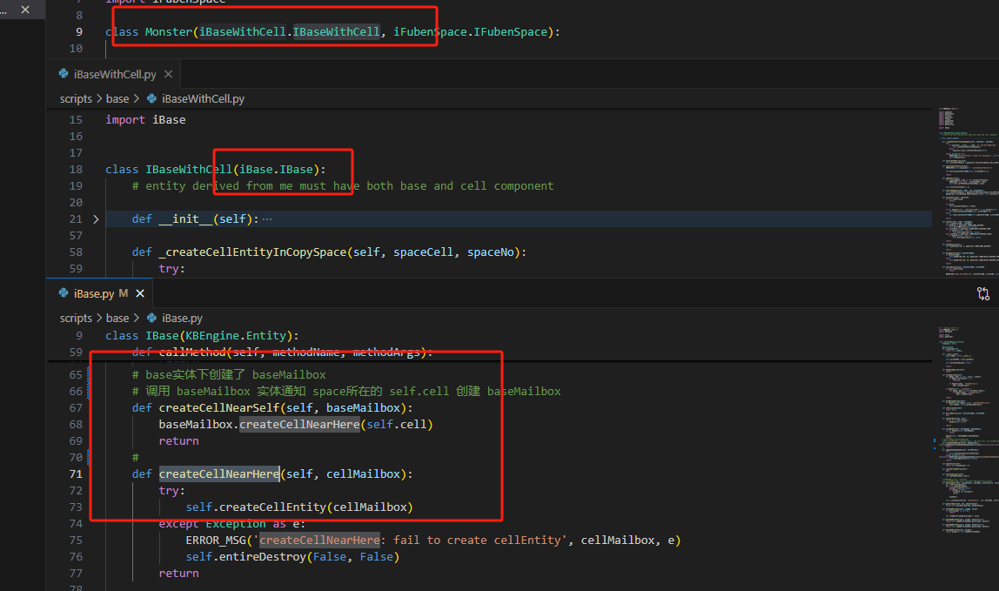 ...
7 import iFubenSpace
8
9 class Monster(iBaseWithCell.IBaseWithCell, iFubenSpace.IFubenSpace):
10
iBaseWithCell.py
scripts > base > iBaseWithCell.py
15 import iBase
16
17
18 class IBaseWithCell(iBase.IBase):
19 # entity derived from me must have both base and cell component
20
21 def __init__(self): ⋯
57
58 def _createCellEntityInCopySpace(self, spaceCell, spaceNo):
59 try:
iBase.py M
scripts > base > iBase.py
9 class IBase(KBEngine.Entity):
59 def callMethod(self, methodName, methodArgs):
65 # base实体下创建了 baseMailbox
66 # 调用 baseMailbox 实体通知 space所在的 self.cell 创建 baseMailbox
67 def createCellNearSelf(self, baseMailbox):
68 baseMailbox.createCellNearHere(self.cell)
69 return
70 #
71 def createCellNearHere(self, cellMailbox):
72 try:
73 self.createCellEntity(cellMailbox)
74 except Exception as e:
75 ERROR_MSG('createCellNearHere: fail to create cellEntity', cellMailbox, e)
76 self.entireDestroy(False, False)
77 return
78